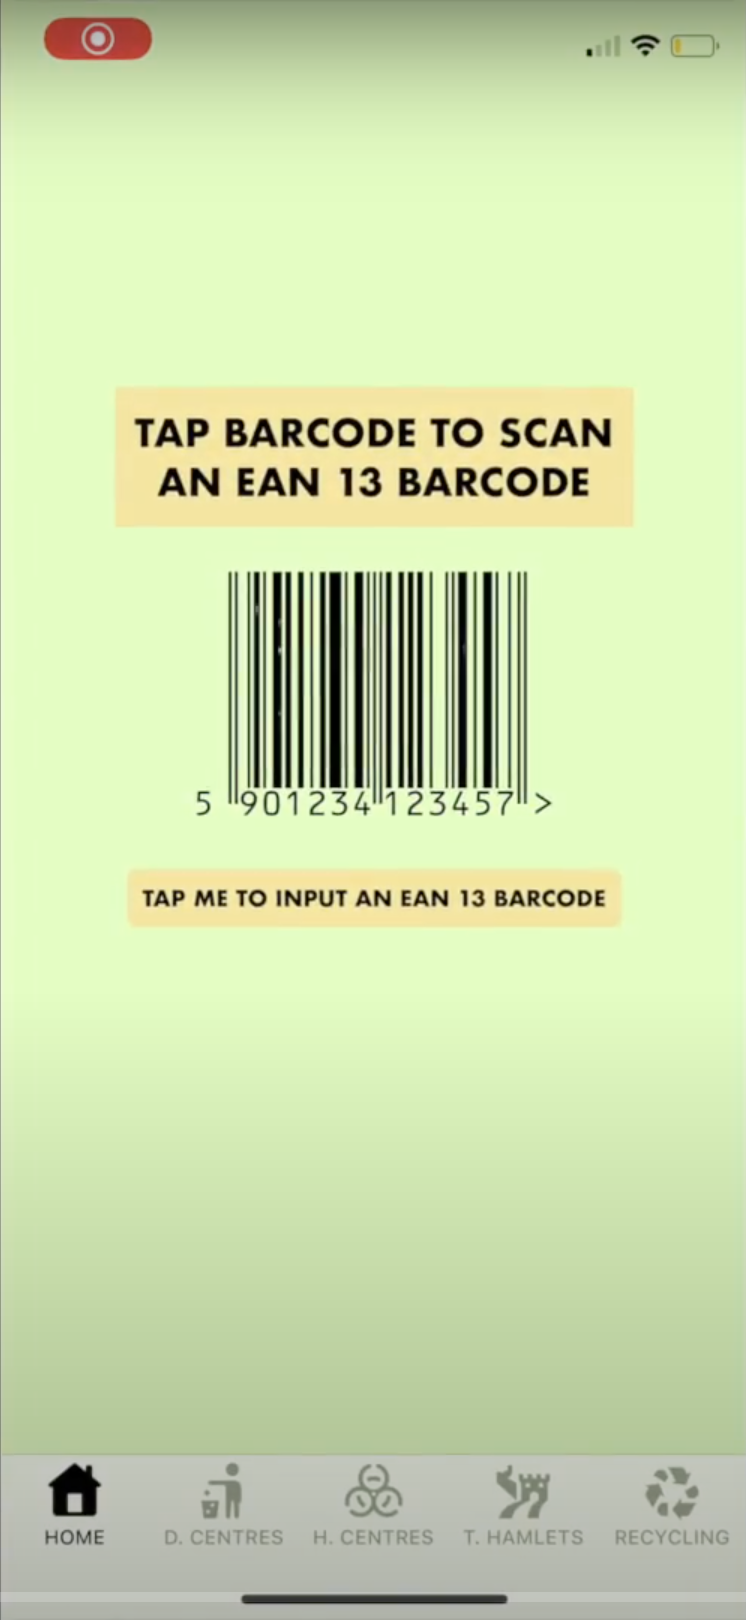 TAP BARCODE TO SCAN
AN EAN 13 BARCODE
5 901234 123457 >
TAP ME TO INPUT AN EAN 13 BARCODE
HOME D. CENTRES H. CENTRES T. HAMLETS RECYCLING